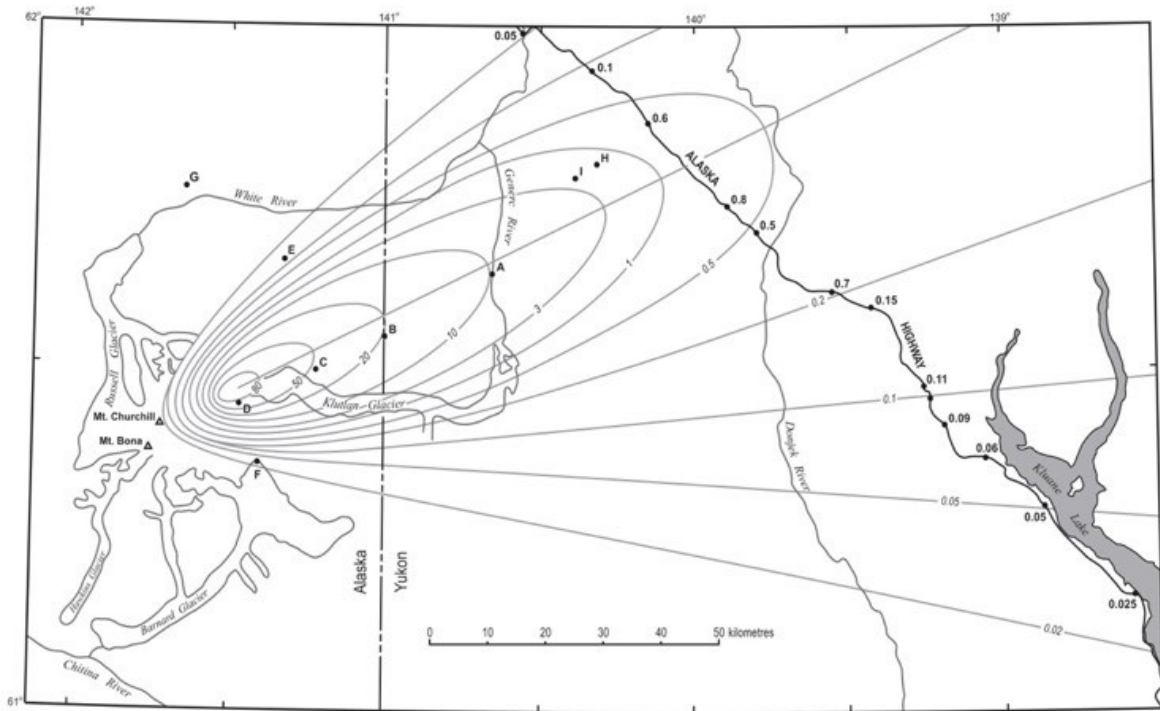 62°
142°
141°
140°
139°
0.05
0.1
0.6
ALASKA
H
I
G
White River
Generc River
0.8
0.5
E
A
1
0.5
0.7
0.2
0.15
3
B
10
HIGHWAY
Russell Glacier
C
20
50
80
0.11
0.1
D
Klutlan Glacier
Mt. Churchill
0.09
Mt. Bona
0.06
F
Donjek River
Kluane Lake
0.05
0.05
Alaska
Yukon
Hawkins Glacier
Barnard Glacier
0.025
0.02
0 10 20 30 40 50 kilometres
Chitina River
61°